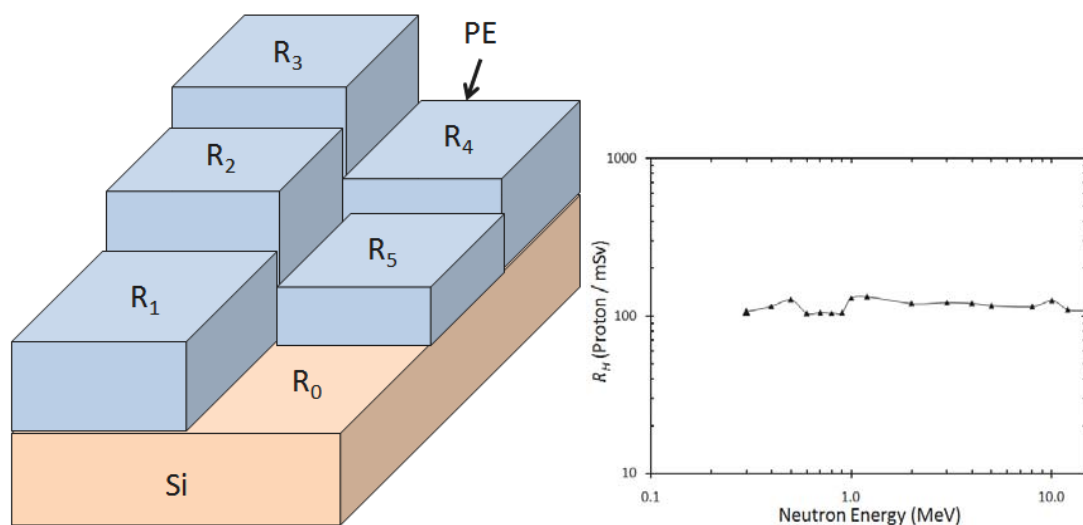 R3
PE
R2
R4
R1
R5
R0
Si
1000
100
10
RH (Proton / mSv)
0.1
1.0
10.0
Neutron Energy (MeV)